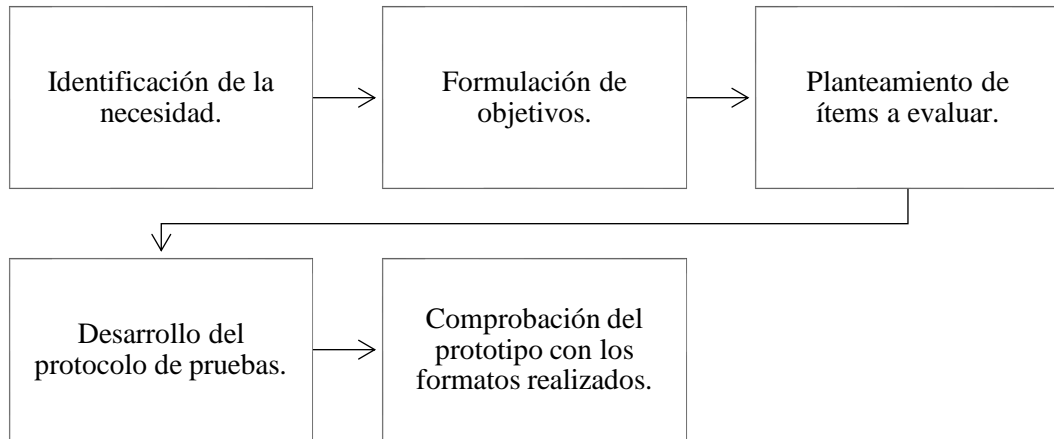 Identificación de la
necesidad.
Formulación de
objetivos.
Planteamiento de
ítems a evaluar.
Desarrollo del
protocolo de pruebas.
Comprobación del
prototipo con los
formatos realizados.